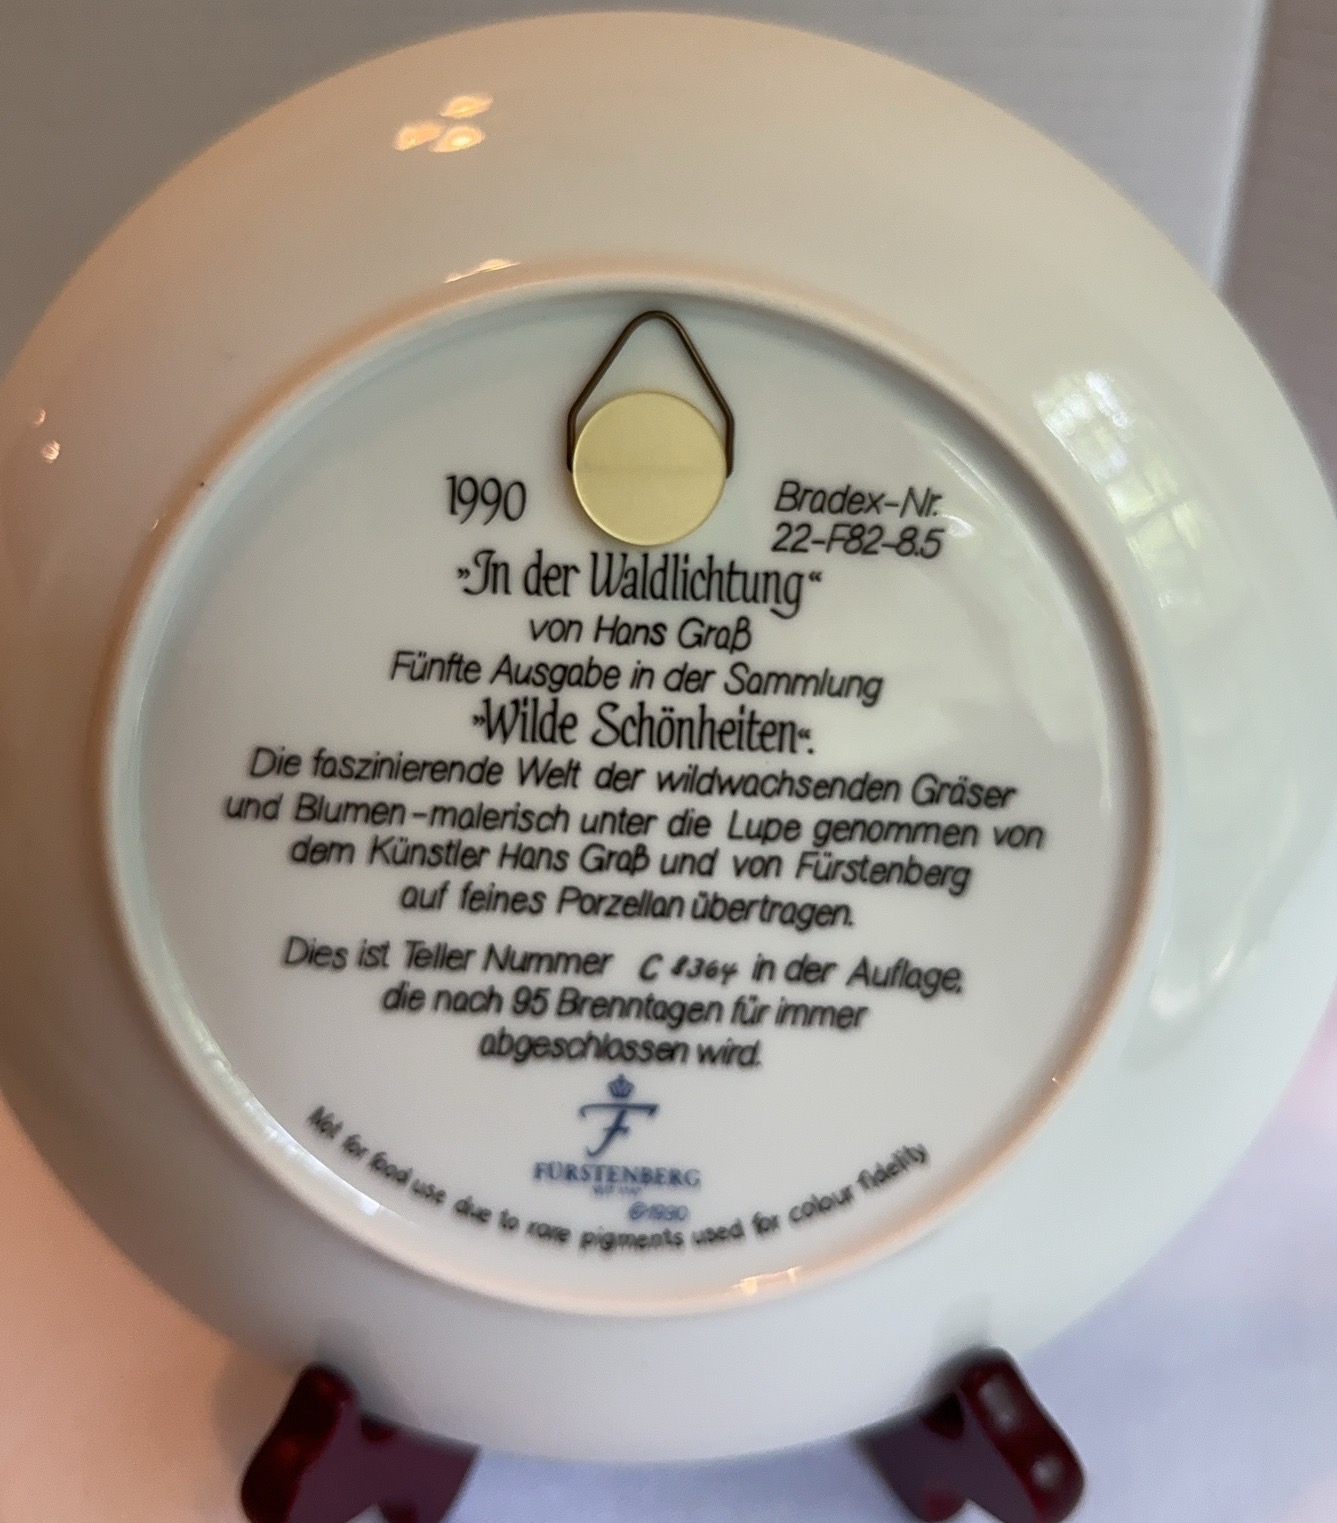 1990
Bradex-Nr.
22-F82-8.5
»In der Waldlichtung“
von Hans Graß
Fünfte Ausgabe in der Sammlung
»Wilde Schönheiten«.
Die faszinierende Welt der wildwachsenden Gräser
und Blumen-malerisch unter die Lupe genommen von
dem Künstler Hans Graß und von Fürstenberg
auf feines Porzellan übertragen.
Dies ist Teller Nummer C 8364 in der Auflage,
die nach 95 Brenntagen für immer
abgeschlossen wird.
F
FÜRSTENBERG
©1990
Not for food use due to rare pigments used for colour fidelity